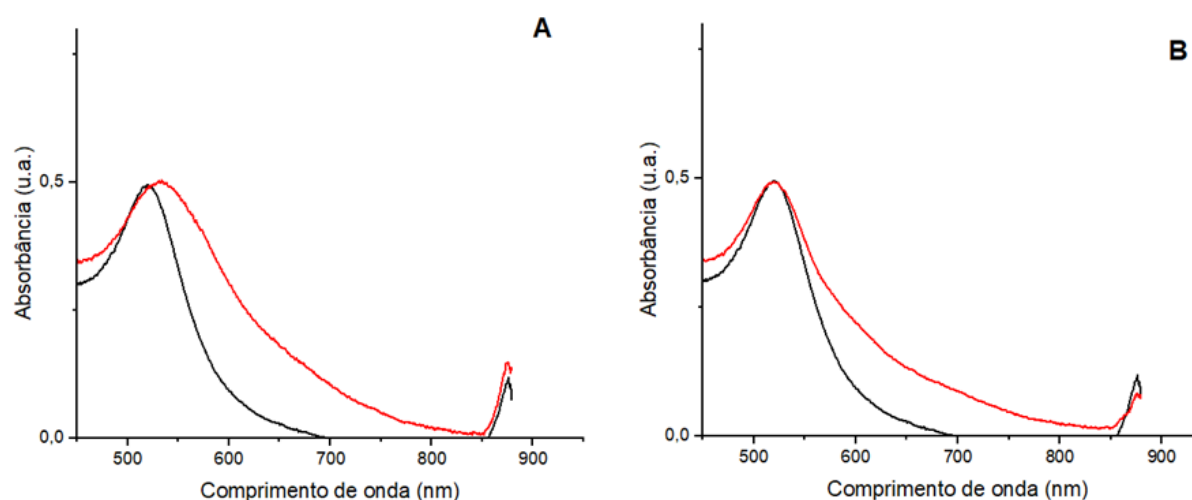 A
Absorbância (u.a.)
0,5
0,0
500 600 700 800 900
Comprimento de onda (nm)
B
Absorbância (u.a.)
0,5
0,0
500 600 700 800 900
Comprimento de onda (nm)